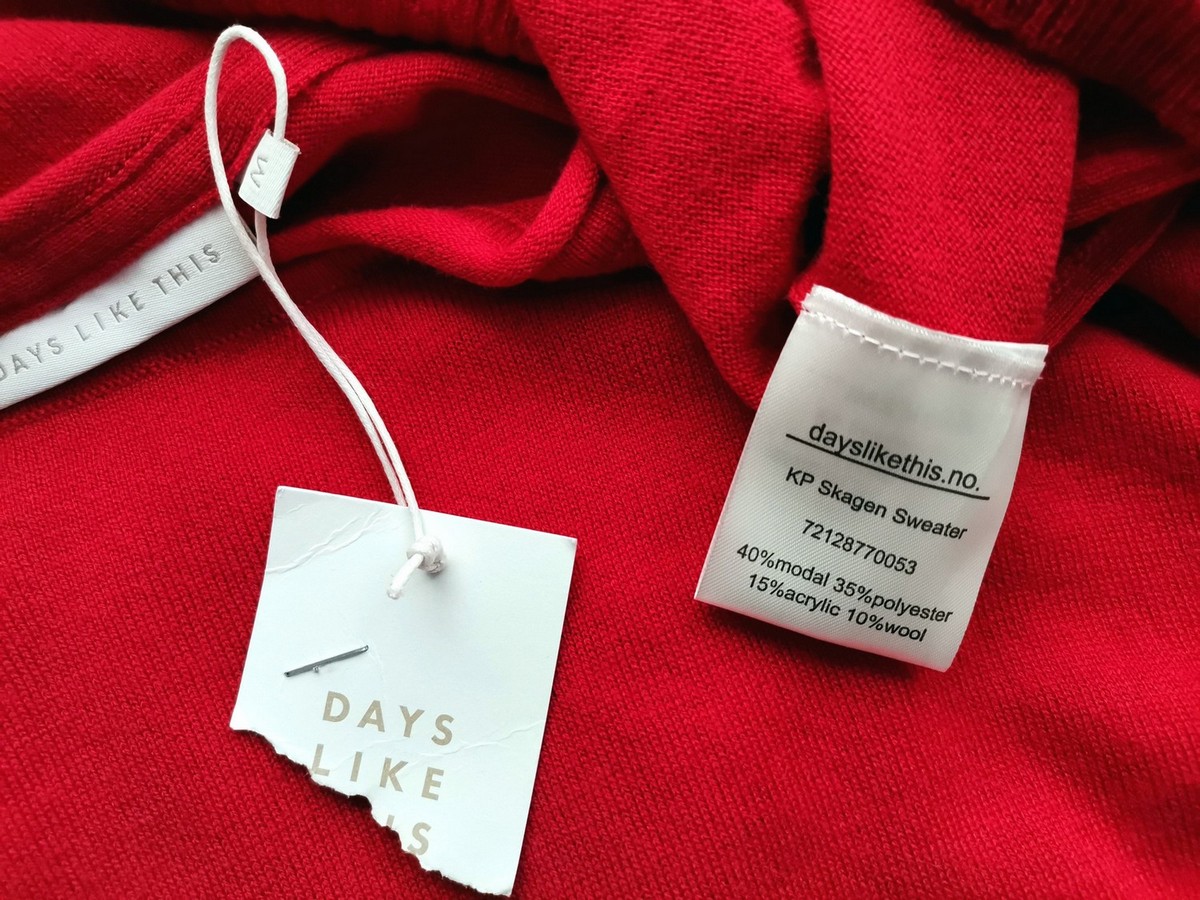 DAYS LIKE THIS
DAYS
LIKE
IS
dayslikethis.no.
KP Skagen Sweater
72128770053
40%modal 35%polyester
15%acrylic 10%wool